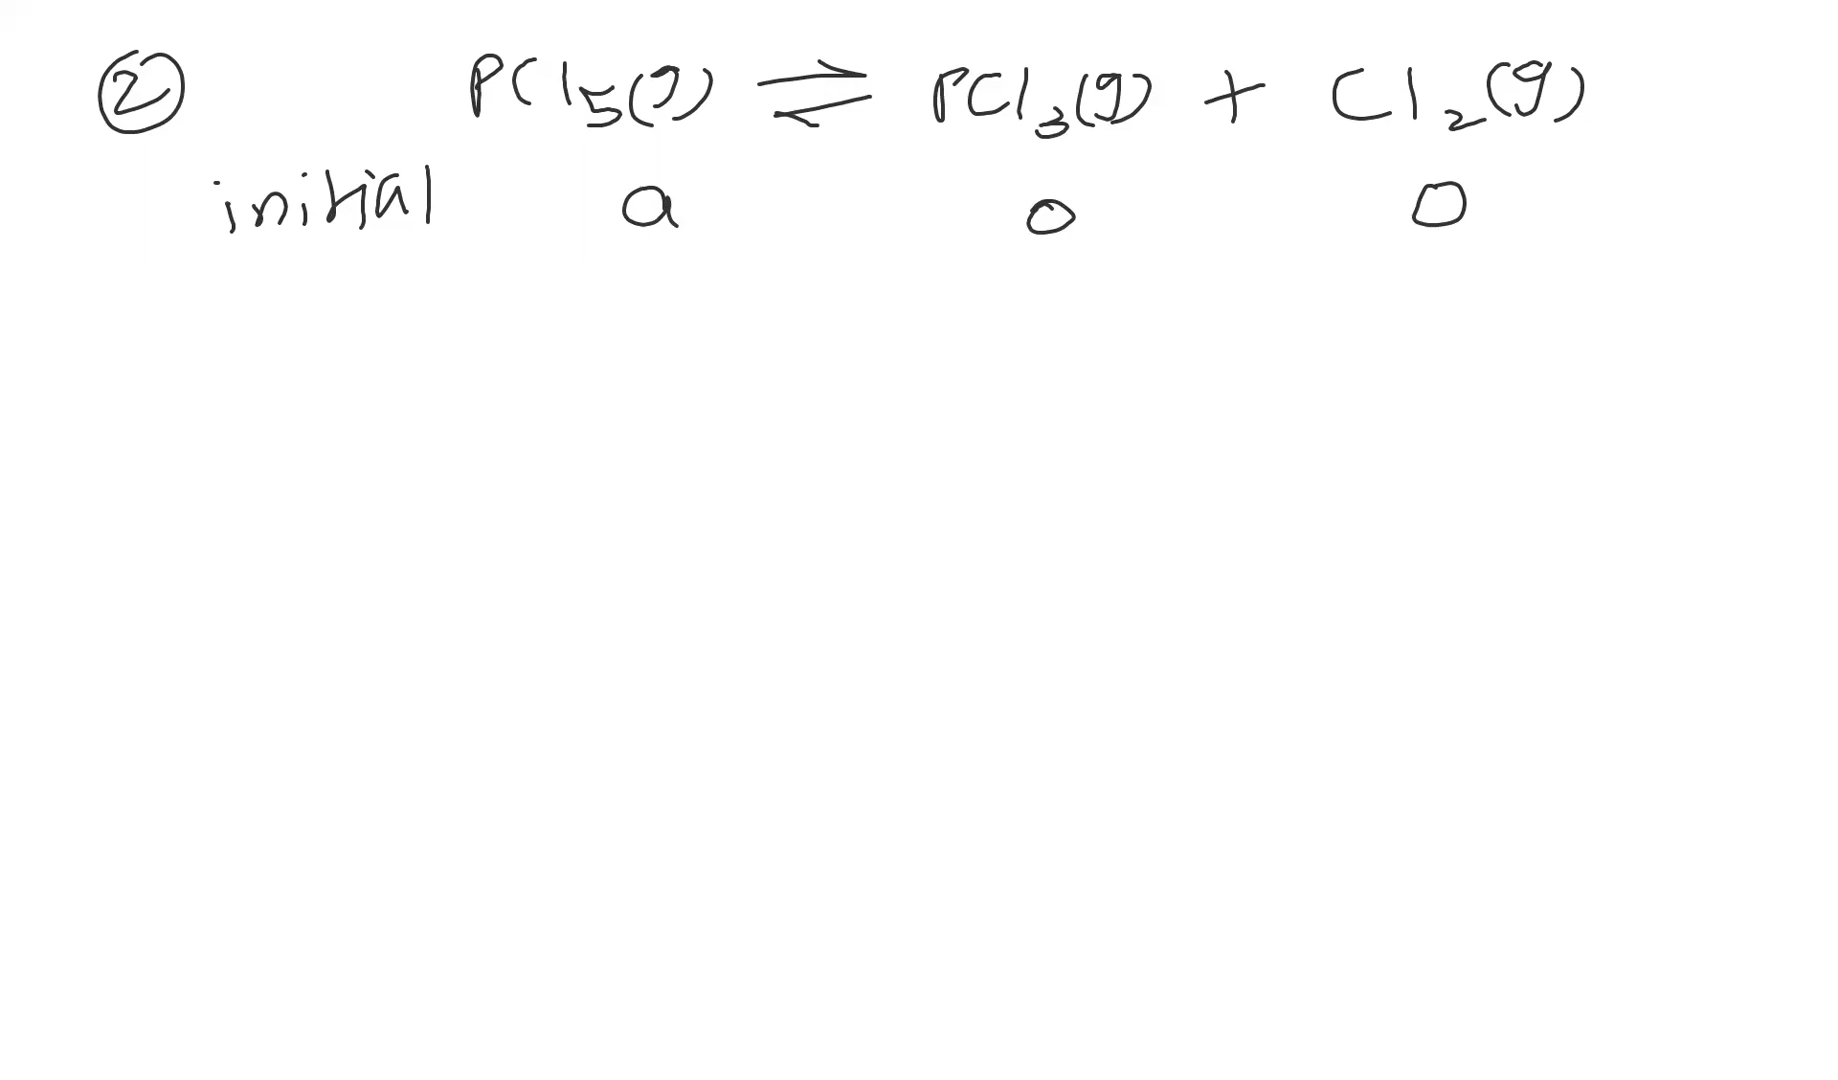 ② PCl₅(g) ⇌ PCl₃(g) + Cl₂(g)
initial a 0 0